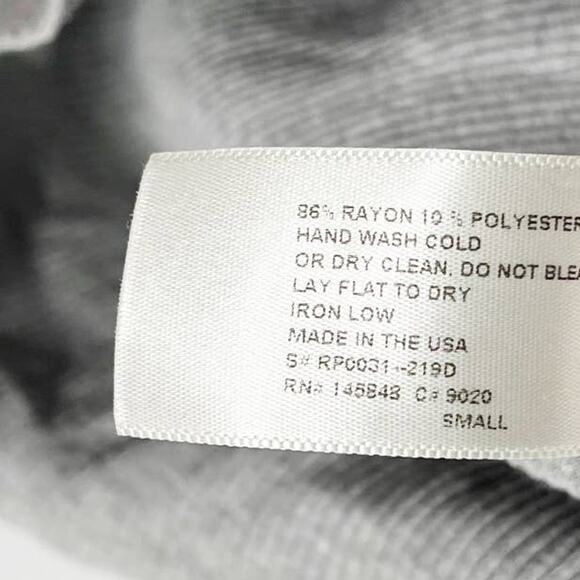 86% RAYON 10 % POLYESTER
HAND WASH COLD
OR DRY CLEAN. DO NOT BLEA
LAY FLAT TO DRY
IRON LOW
MADE IN THE USA
S# RP0031--219D
RN# 145848 C# 9020
SMALL